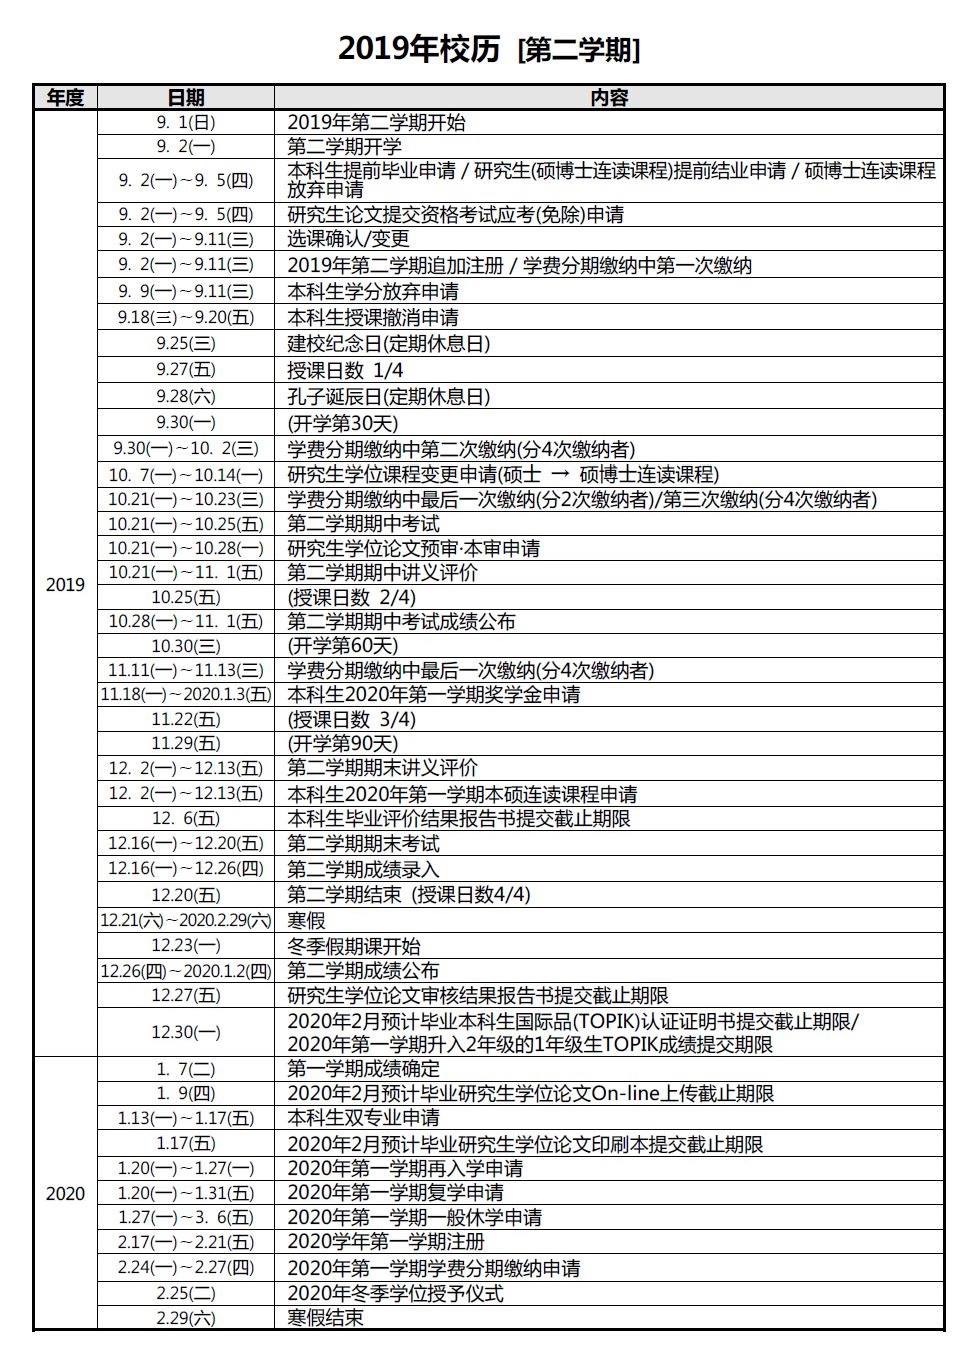 2019年校历 [第二学期]
年度 日期 内容
2019
9. 1(日) 2019年第二学期开始
9. 2(一) 第二学期开学
9. 2(一)~9. 5(四) 本科生提前毕业申请 / 研究生(硕博士连读课程)提前结业申请 / 硕博士连读课程
放弃申请
9. 2(一)~9. 5(四) 研究生论文提交资格考试应考(免除)申请
9. 2(一)~9.11(三) 选课确认/变更
9. 2(一)~9.11(三) 2019年第二学期追加注册 / 学费分期缴纳中第一次缴纳
9. 9(一)~9.11(三) 本科生学分放弃申请
9.18(三)~9.20(五) 本科生授课撤消申请
9.25(三) 建校纪念日(定期休息日)
9.27(五) 授课日数 1/4
9.28(六) 孔子诞辰日(定期休息日)
9.30(一) (开学第30天)
9.30(一)~10. 2(三) 学费分期缴纳中第二次缴纳(分4次缴纳者)
10. 7(一)~10.14(一) 研究生学位课程变更申请(硕士 → 硕博士连读课程)
10.21(一)~10.23(三) 学费分期缴纳中最后一次缴纳(分2次缴纳者)/第三次缴纳(分4次缴纳者)
10.21(一)~10.25(五) 第二学期期中考试
10.21(一)~10.28(一) 研究生学位论文预审·本审申请
10.21(一)~11. 1(五) 第二学期期中讲义评价
10.25(五) (授课日数 2/4)
10.28(一)~11. 1(五) 第二学期期中考试成绩公布
10.30(三) (开学第60天)
11.11(一)~11.13(三) 学费分期缴纳中最后一次缴纳(分4次缴纳者)
11.18(一)~2020.1.3(五) 本科生2020年第一学期奖学金申请
11.22(五) (授课日数 3/4)
11.29(五) (开学第90天)
12. 2(一)~12.13(五) 第二学期期末讲义评价
12. 2(一)~12.13(五) 本科生2020年第一学期本硕连读课程申请
12. 6(五) 本科生毕业评价结果报告书提交截止期限
12.16(一)~12.20(五) 第二学期期末考试
12.16(一)~12.26(四) 第二学期成绩录入
12.20(五) 第二学期结束 (授课日数4/4)
12.21(六)~2020.2.29(六) 寒假
12.23(一) 冬季假期课开始
12.26(四)~2020.1.2(四) 第二学期成绩公布
12.27(五) 研究生学位论文审核结果报告书提交截止期限
12.30(一) 2020年2月预计毕业本科生国际品(TOPIK)认证证明书提交截止期限/
2020年第一学期升入2年级的1年级生TOPIK成绩提交期限
2020
1. 7(二) 第一学期成绩确定
1. 9(四) 2020年2月预计毕业研究生学位论文On-line上传截止期限
1.13(一)~1.17(五) 本科生双专业申请
1.17(五) 2020年2月预计毕业研究生学位论文印刷本提交截止期限
1.20(一)~1.27(一) 2020年第一学期再入学申请
1.20(一)~1.31(五) 2020年第一学期复学申请
1.27(一)~3. 6(五) 2020年第一学期一般休学申请
2.17(一)~2.21(五) 2020学年第一学期注册
2.24(一)~2.27(四) 2020年第一学期学费分期缴纳申请
2.25(二) 2020年冬季学位授予仪式
2.29(六) 寒假结束